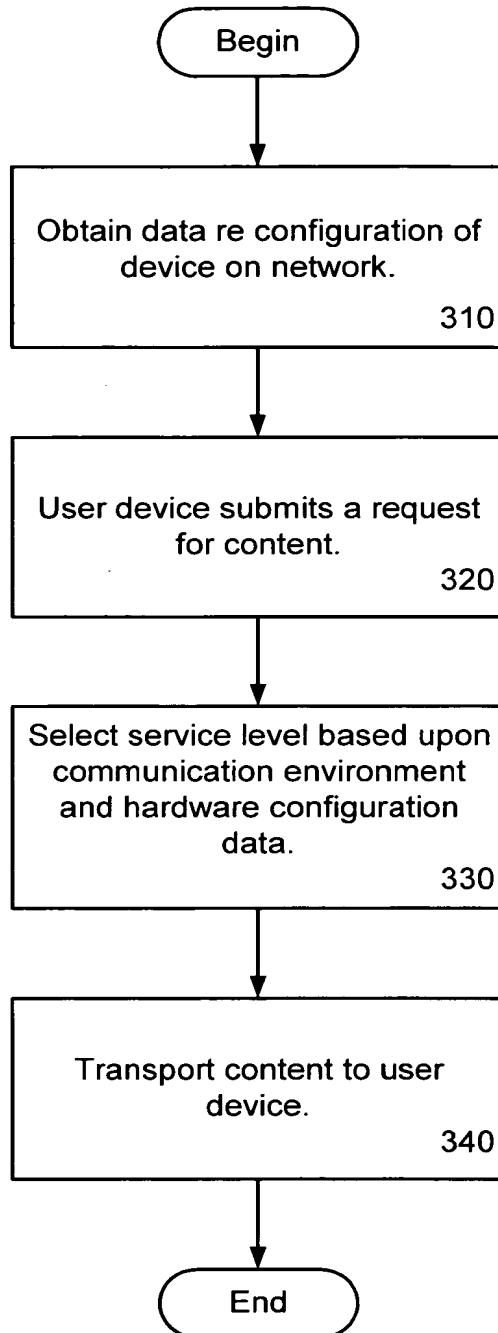 Begin
Obtain data re configuration of
device on network.
310
User device submits a request
for content.
320
Select service level based upon
communication environment
and hardware configuration
data.
330
Transport content to user
device.
340
End